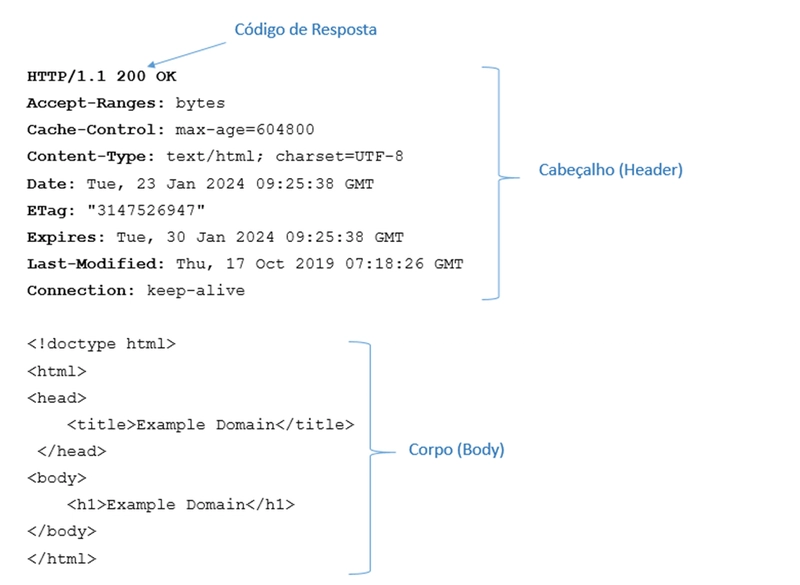 Código de Resposta
HTTP/1.1 200 OK
Accept-Ranges: bytes
Cache-Control: max-age=604800
Content-Type: text/html; charset=UTF-8
Date: Tue, 23 Jan 2024 09:25:38 GMT
ETag: "3147526947"
Expires: Tue, 30 Jan 2024 09:25:38 GMT
Last-Modified: Thu, 17 Oct 2019 07:18:26 GMT
Connection: keep-alive
Cabeçalho (Header)
<!doctype html>
<html>
<head>
    <title>Example Domain</title>
 </head>
<body>
    <h1>Example Domain</h1>
</body>
</html>
Corpo (Body)